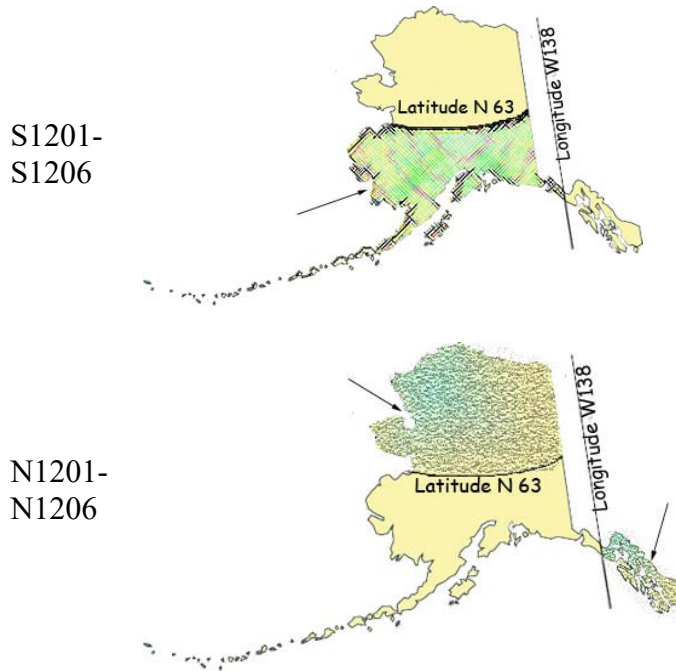 S1201-
S1206
Latitude N 63
Longitude W138
N1201-
N1206
Latitude N 63
Longitude W138